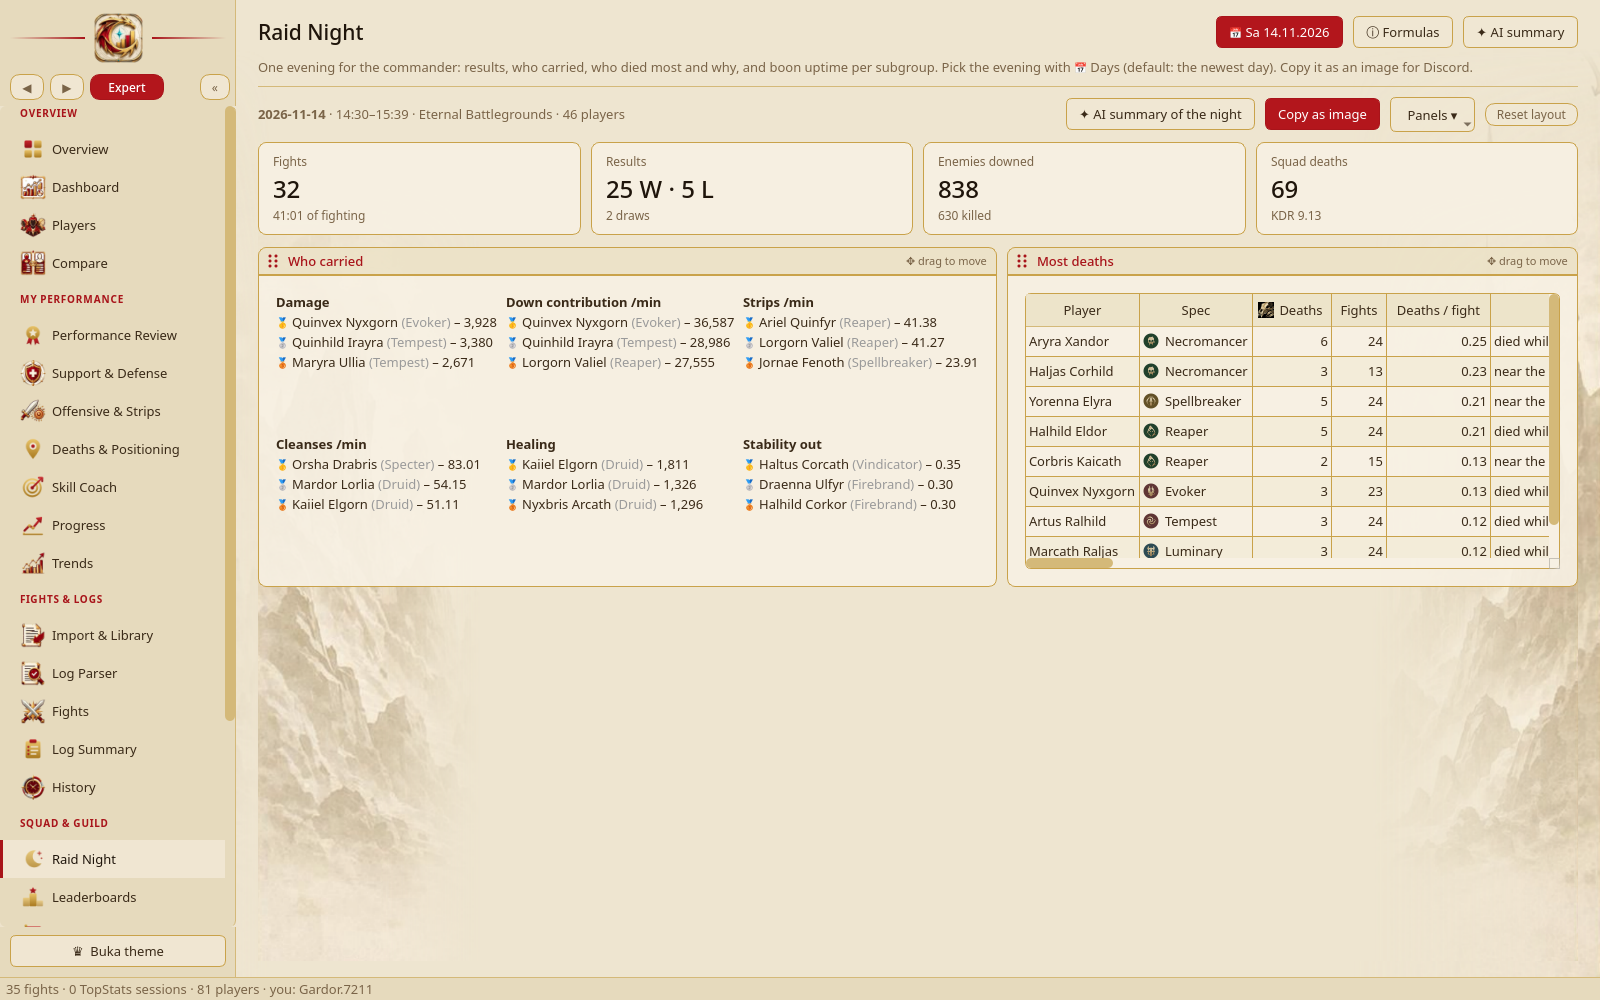 ◀ ▶ Expert «
OVERVIEW
Overview
Dashboard
Players
Compare
MY PERFORMANCE
Performance Review
Support & Defense
Offensive & Strips
Deaths & Positioning
Skill Coach
Progress
Trends
FIGHTS & LOGS
Import & Library
Log Parser
Fights
Log Summary
History
SQUAD & GUILD
Raid Night
Leaderboards
♛ Buka theme
Raid Night
📅 Sa 14.11.2026
ⓘ Formulas
✦ AI summary
One evening for the commander: results, who carried, who died most and why, and boon uptime per subgroup. Pick the evening with 📅 Days (default: the newest day). Copy it as an image for Discord.
2026-11-14 · 14:30–15:39 · Eternal Battlegrounds · 46 players
✦ AI summary of the night
Copy as image
Panels ▾
Reset layout
Fights
32
41:01 of fighting
Results
25 W · 5 L
2 draws
Enemies downed
838
630 killed
Squad deaths
69
KDR 9.13
Who carried
✥ drag to move
Damage
🥇 Quinvex Nyxgorn (Evoker) – 3,928
🥈 Quinhild Irayra (Tempest) – 3,380
🥉 Maryra Ullia (Tempest) – 2,671
Down contribution /min
🥇 Quinvex Nyxgorn (Evoker) – 36,587
🥈 Quinhild Irayra (Tempest) – 28,986
🥉 Lorgorn Valiel (Reaper) – 27,555
Strips /min
🥇 Ariel Quinfyr (Reaper) – 41.38
🥈 Lorgorn Valiel (Reaper) – 41.27
🥉 Jornae Fenoth (Spellbreaker) – 23.91
Cleanses /min
🥇 Orsha Drabris (Specter) – 83.01
🥈 Mardor Lorlia (Druid) – 54.15
🥉 Kaiiel Elgorn (Druid) – 51.11
Healing
🥇 Kaiiel Elgorn (Druid) – 1,811
🥈 Mardor Lorlia (Druid) – 1,326
🥉 Nyxbris Arcath (Druid) – 1,296
Stability out
🥇 Haltus Corcath (Vindicator) – 0.35
🥈 Draenna Ulfyr (Firebrand) – 0.30
🥉 Halhild Corkor (Firebrand) – 0.30
Most deaths
✥ drag to move
Player Spec Deaths Fights Deaths / fight
Aryra Xandor Necromancer 6 24 0.25 died whil
Haljas Corhild Necromancer 3 13 0.23 near the
Yorenna Elyra Spellbreaker 5 24 0.21 near the
Halhild Eldor Reaper 5 24 0.21 died whil
Corbris Kaicath Reaper 2 15 0.13 near the
Quinvex Nyxgorn Evoker 3 23 0.13 died whil
Artus Ralhild Tempest 3 24 0.12 died whil
Marcath Raljas Luminary 3 24 0.12 died whil
35 fights · 0 TopStats sessions · 81 players · you: Gardor.7211